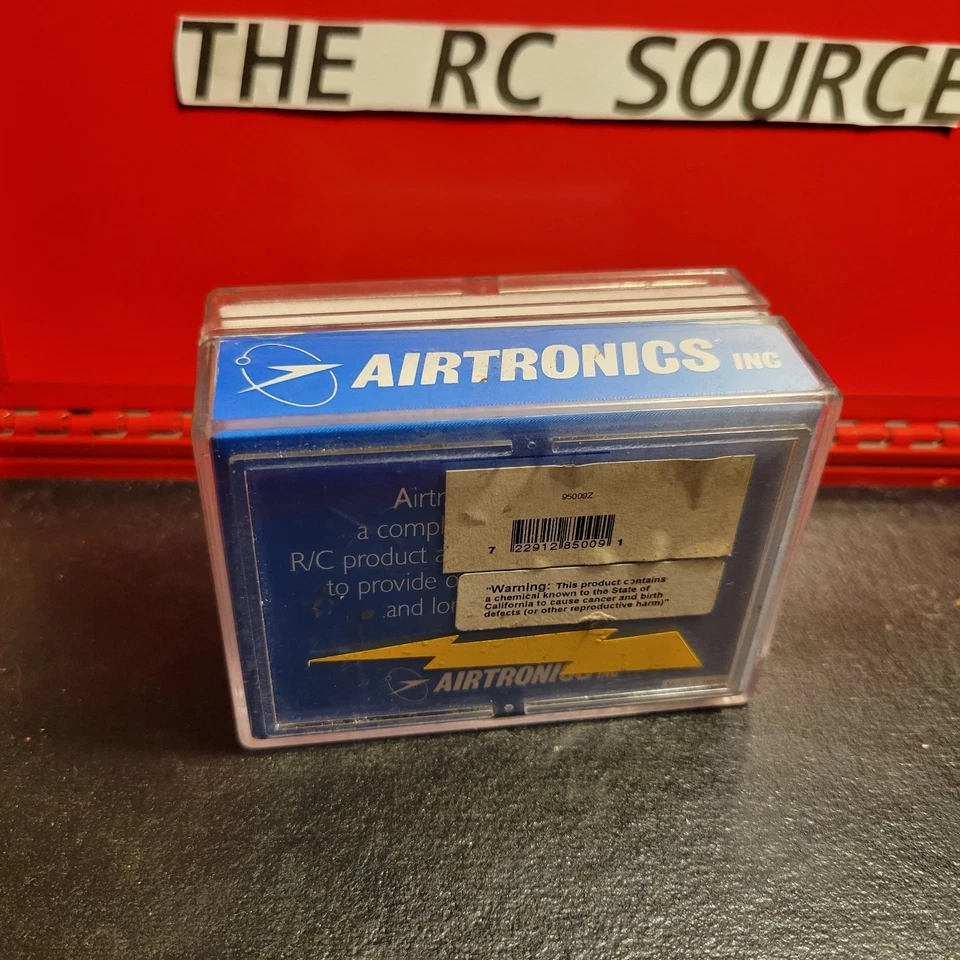 THE RC SOURCE
AIRTRONICS INC
Airtr
a compl
R/C product a
to provide o
and lon
95009Z
7 22912 85009 1
"Warning: This product contains
a chemical known to the State of
California to cause cancer and birth
defects (or other reproductive harm)"
AIRTRONICS INC